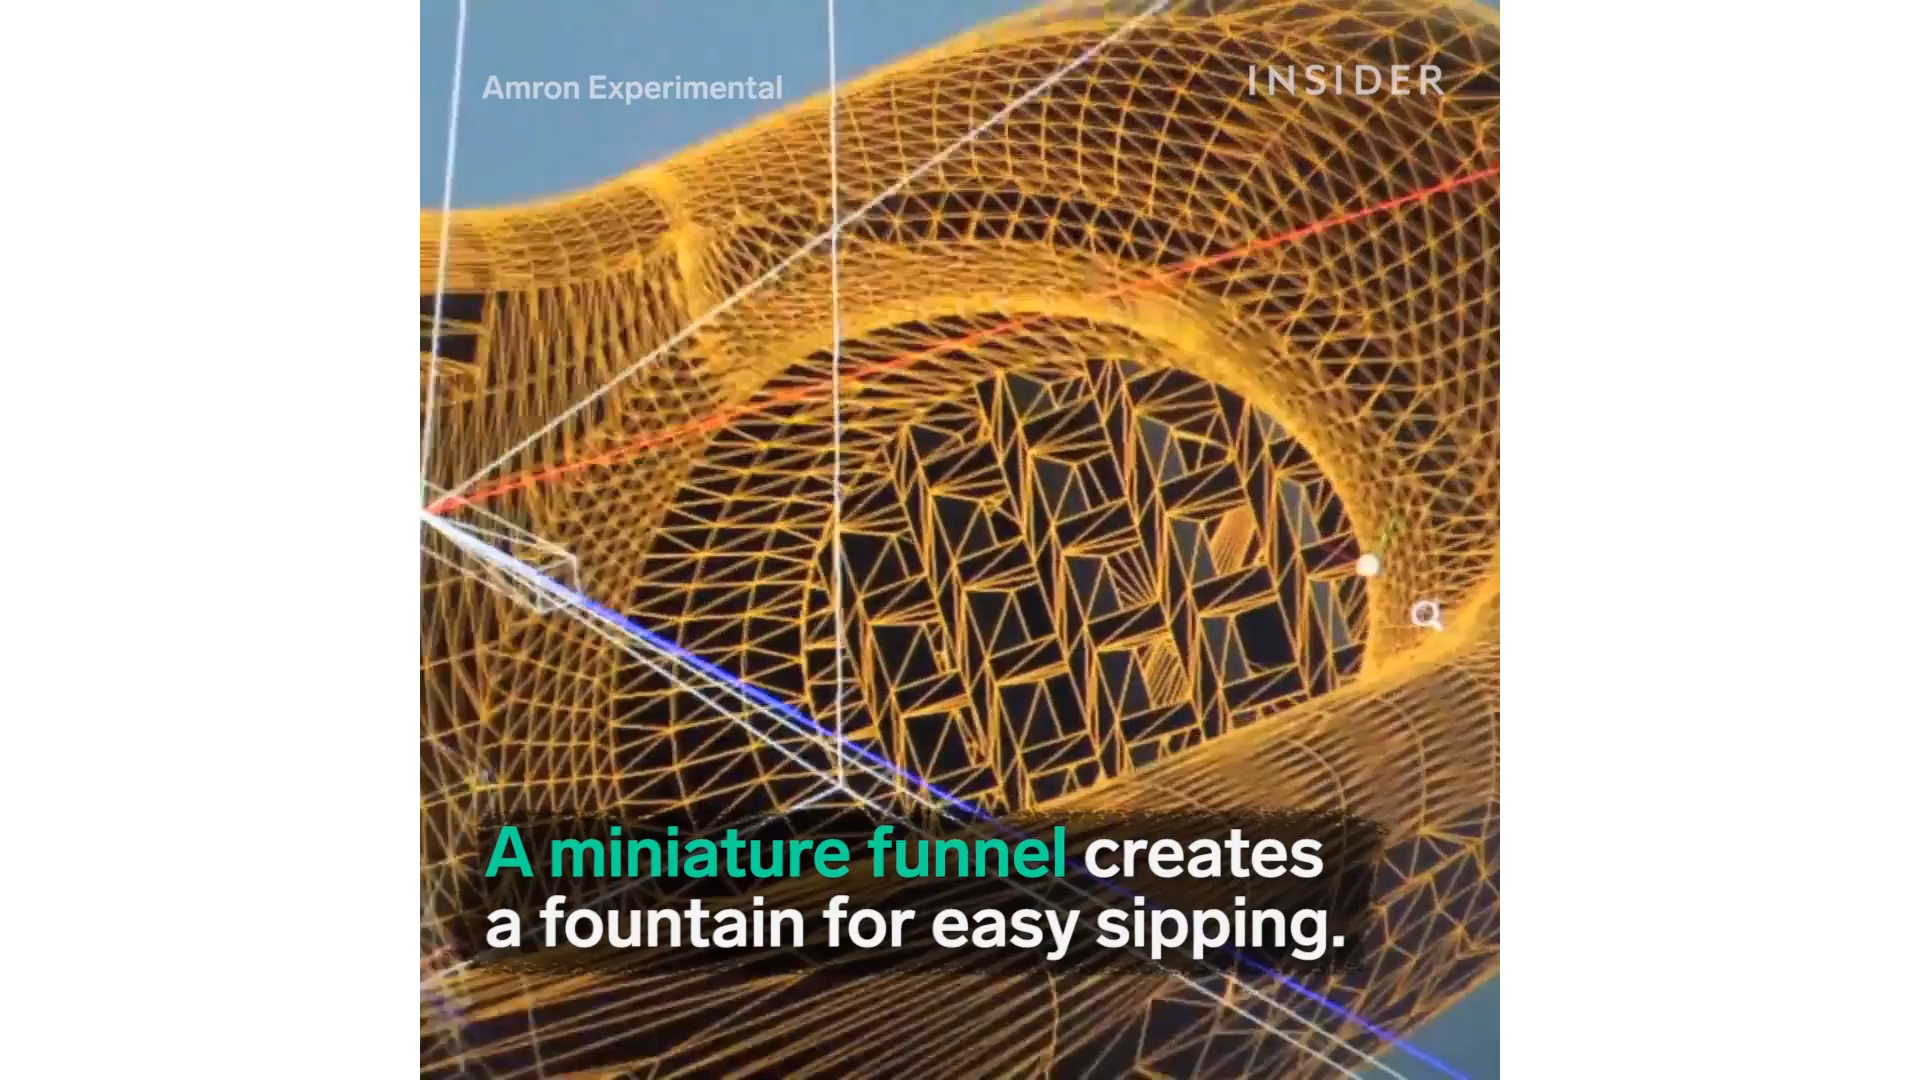 Amron Experimental
INSIDER
A miniature funnel creates
a fountain for easy sipping.